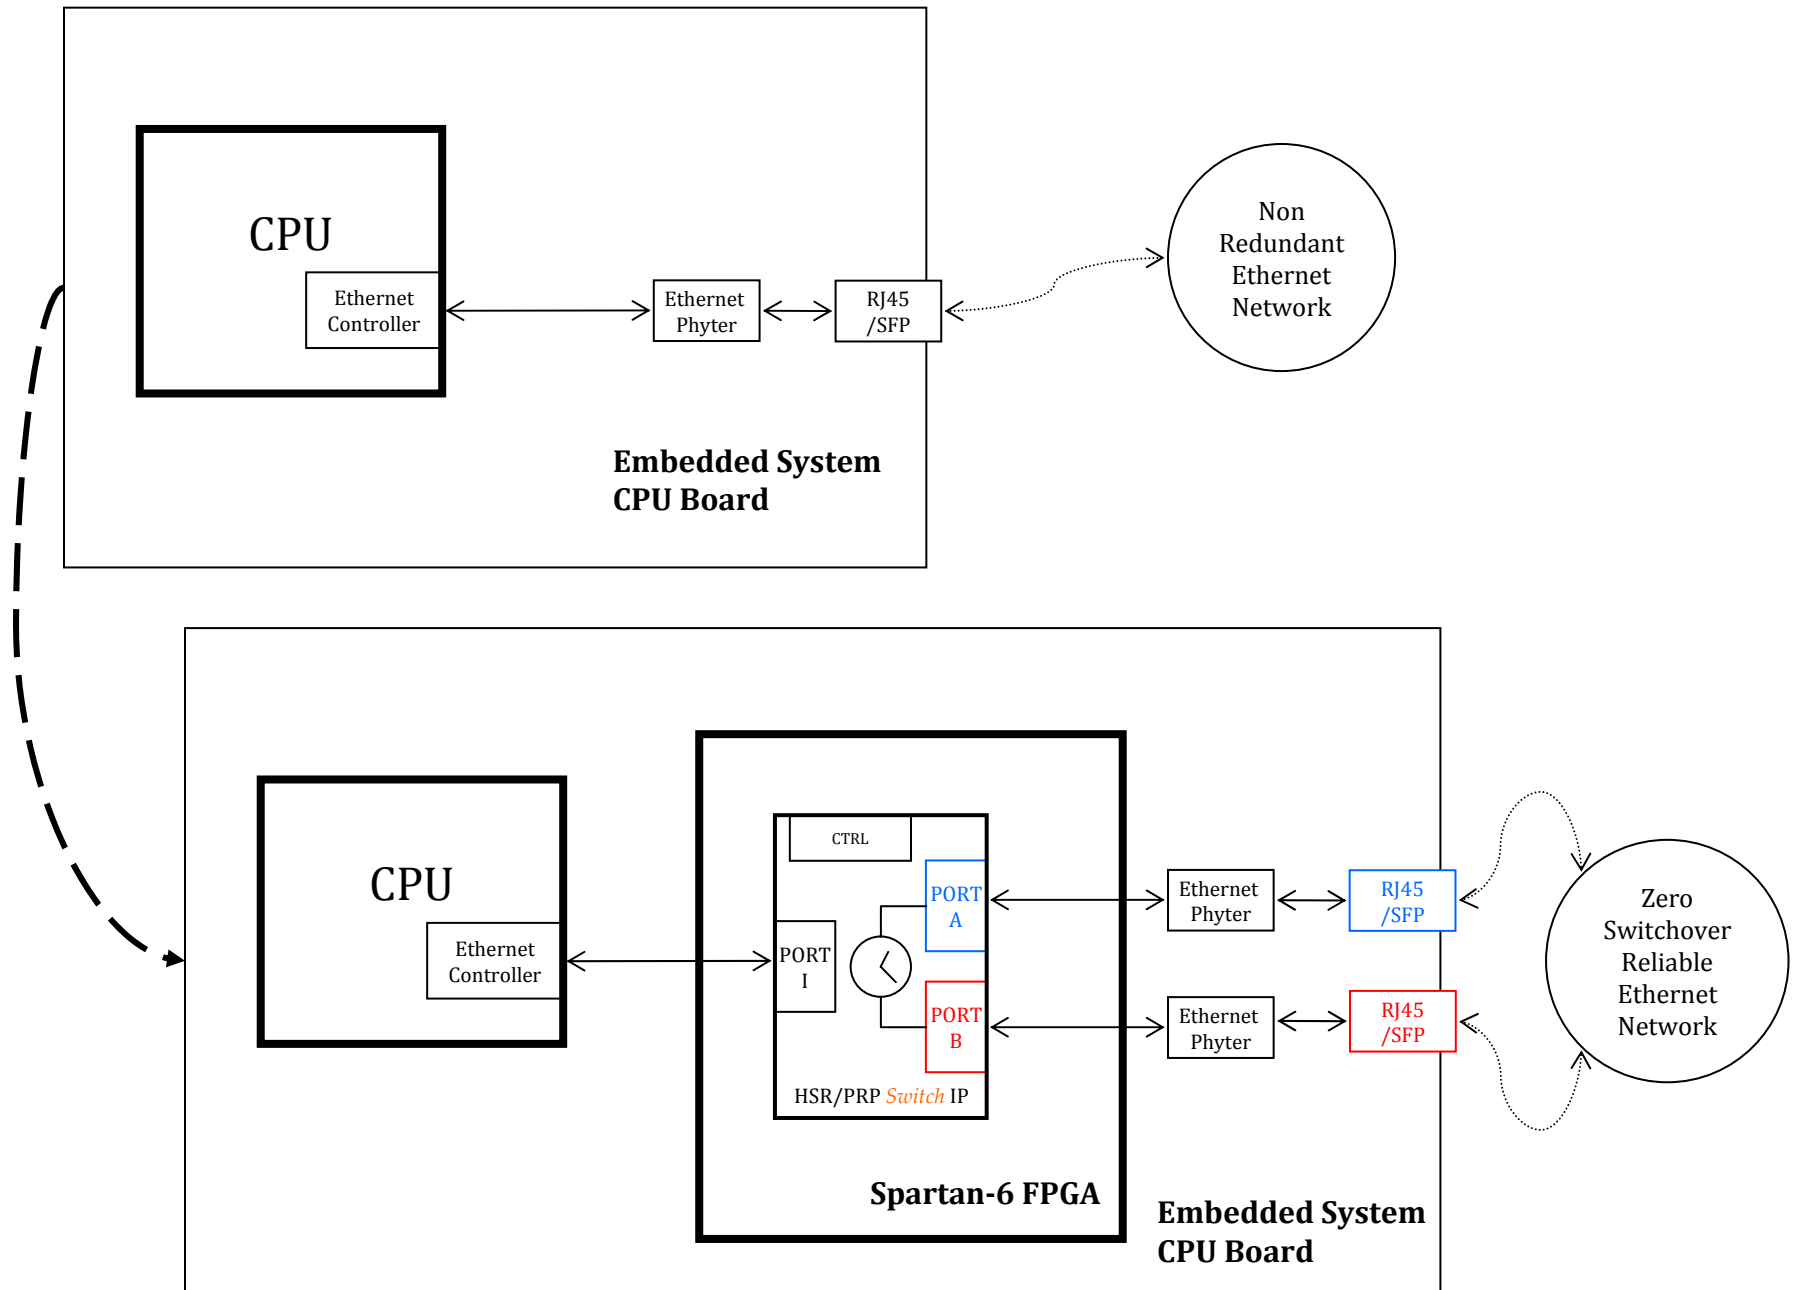 CPU
Ethernet
Controller
Ethernet
Phyter
RJ45
/SFP
Non
Redundant
Ethernet
Network
Embedded System
CPU Board
CPU
Ethernet
Controller
CTRL
PORT
I
PORT
A
PORT
B
HSR/PRP Switch IP
Spartan-6 FPGA
Ethernet
Phyter
RJ45
/SFP
Ethernet
Phyter
RJ45
/SFP
Zero
Switchover
Reliable
Ethernet
Network
Embedded System
CPU Board